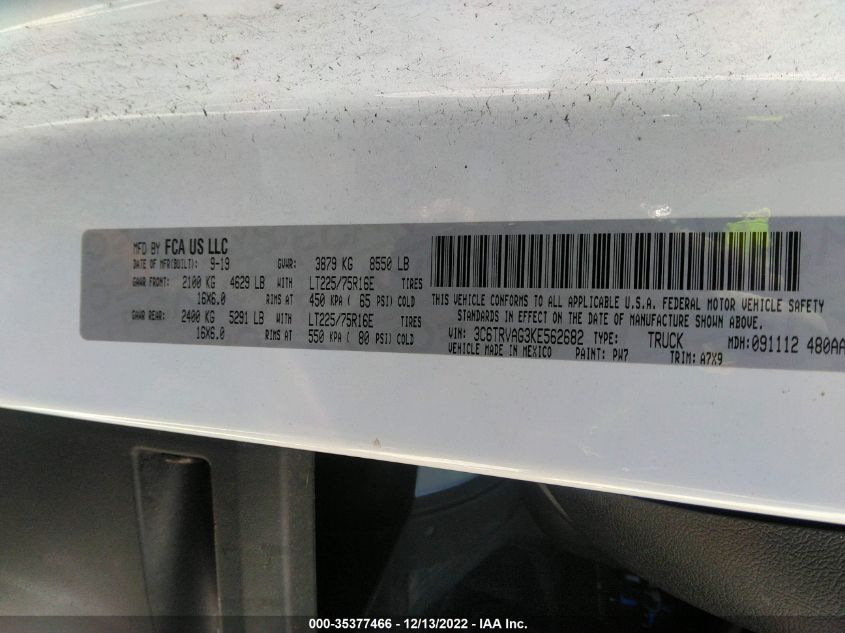 MFD BY FCA US LLC
DATE OF MFR(BUILT): 9-19 GVWR: 3879 KG 8550 LB
GAWR FRONT: 2100 KG 4629 LB WITH LT225/75R16E TIRES
16X6.0 RIMS AT 450 KPA ( 65 PSI) COLD
GAWR REAR: 2400 KG 5291 LB WITH LT225/75R16E TIRES
16X6.0 RIMS AT 550 KPA ( 80 PSI) COLD
THIS VEHICLE CONFORMS TO ALL APPLICABLE U.S.A. FEDERAL MOTOR VEHICLE SAFETY
STANDARDS IN EFFECT ON THE DATE OF MANUFACTURE SHOWN ABOVE.
VIN: 3C6TRVAG3KE562682 TYPE: TRUCK MDH:091112 480AA
VEHICLE MADE IN MEXICO PAINT: PW7 TRIM: A7X9
000-35377466 - 12/13/2022 - IAA Inc.